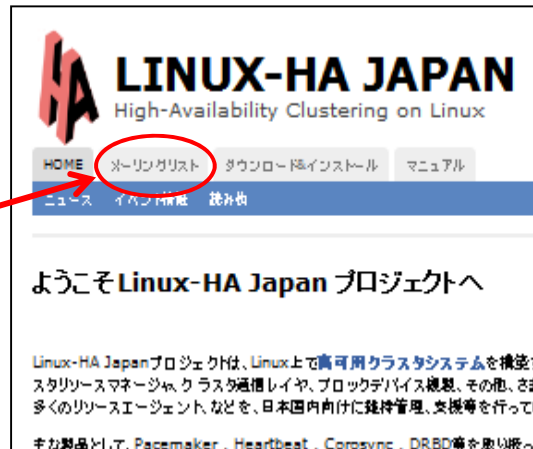 LINUX-HA JAPAN
High-Availability Clustering on Linux
HOME メーリングリスト ダウンロード&インストール マニュアル
ニュース イベント情報 読み物
ようこそ Linux-HA Japan プロジェクトへ
Linux-HA Japanプロジェクトは、Linux上で高可用クラスタシステムを構築
スタリソースマネージャ、クラスタ通信レイヤ、ブロックデバイス複製、その他、さま
多くのリソースエージェント、などを、日本国内向けに維持管理、支援等を行って
主な製品として、Pacemaker , Heartbeat , Corosync , DRBD等を取り扱っ